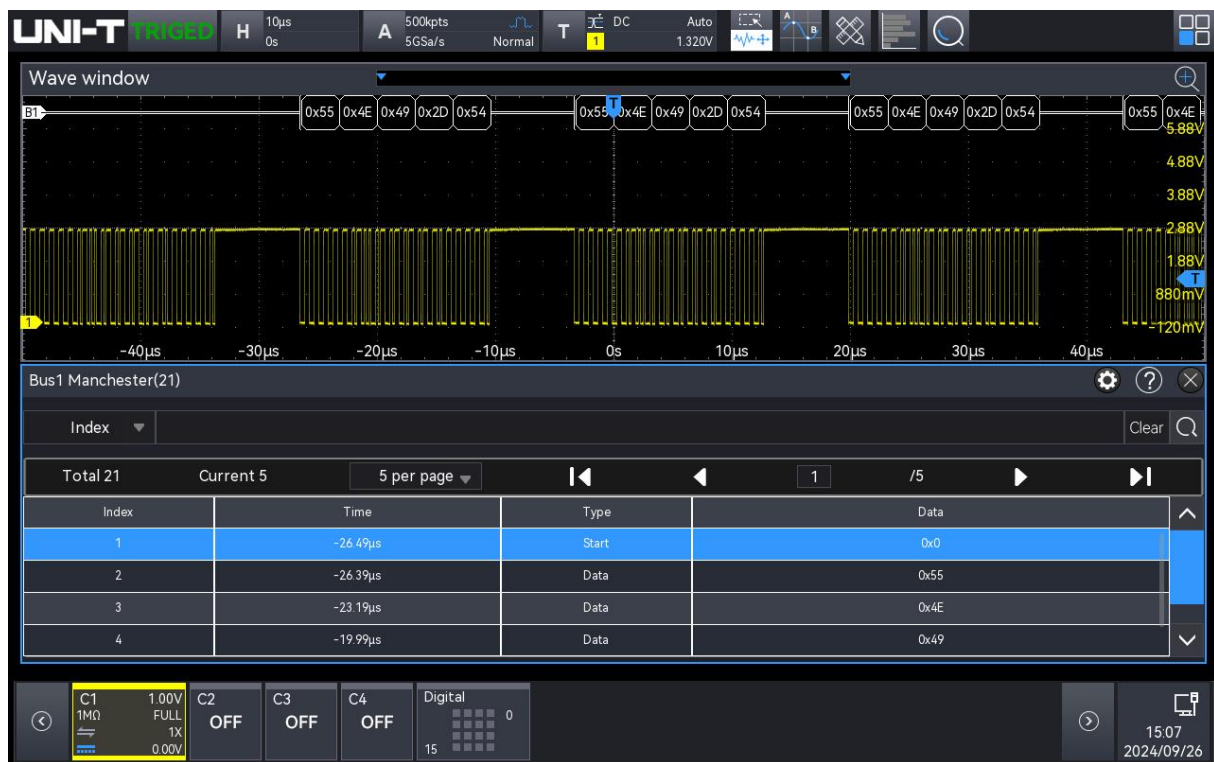 UNI-T TRIGED H 10μs 0s A 500kpts 5GSa/s Normal T 1 DC Auto 1.320V A B
Wave window
B1 0x55 0x4E 0x49 0x2D 0x54 0x55 0x4E 0x49 0x2D 0x54 0x55 0x4E 0x49 0x2D 0x54 0x55 0x4E
T
5.88V
4.88V
3.88V
2.88V
1.88V
T
880mV
1
-120mV
-40μs -30μs -20μs -10μs 0s 10μs 20μs 30μs 40μs
Bus1 Manchester(21) ?
Index Clear
Total 21 Current 5 5 per page 1 /5
Index Time Type Data
1 -26.49μs Start 0x0
2 -26.39μs Data 0x55
3 -23.19μs Data 0x4E
4 -19.99μs Data 0x49
C1 1.00V C2 C3 C4 Digital
1MΩ FULL OFF OFF OFF 0
1X
0.00V 15
15:07
2024/09/26